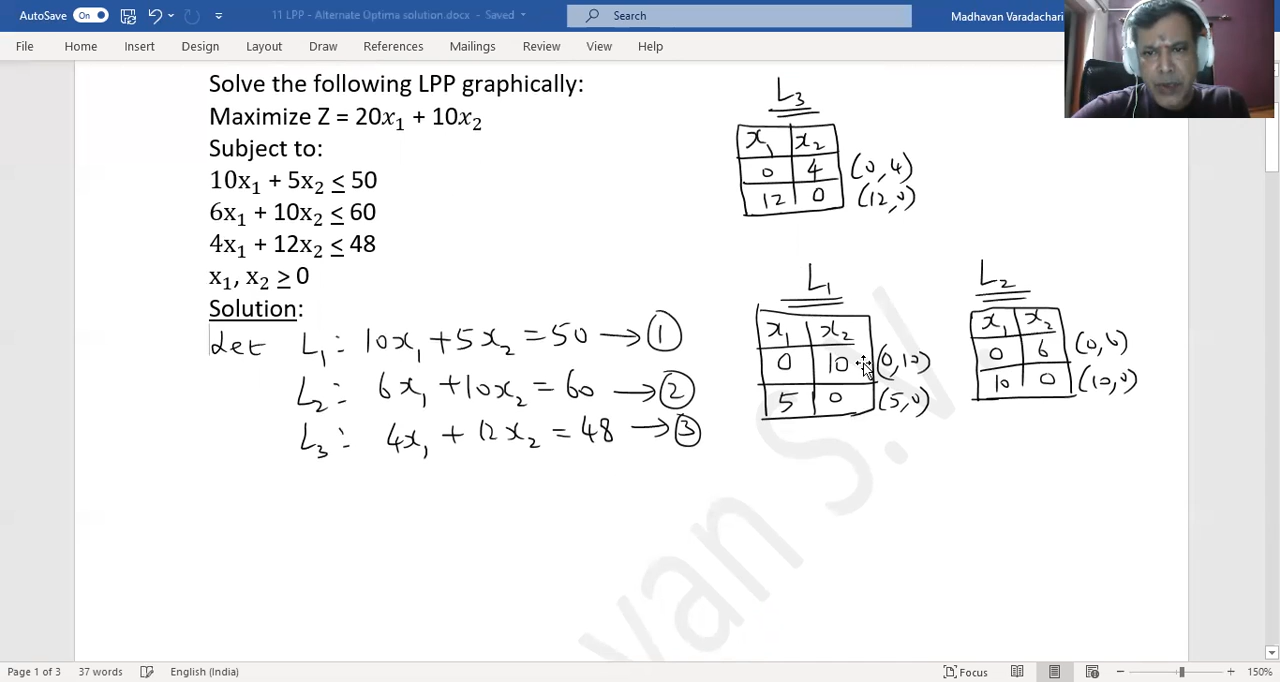 AutoSave On 11 LPP - Alternate Optima solution.docx - Saved Search Madhavan Varadachari
File Home Insert Design Layout Draw References Mailings Review View Help
Solve the following LPP graphically:
Maximize Z = 20x₁ + 10x₂
Subject to:
10x₁ + 5x₂ ≤ 50
6x₁ + 10x₂ ≤ 60
4x₁ + 12x₂ ≤ 48
x₁, x₂ ≥ 0
Solution:
Let L₁: 10x₁ + 5x₂ = 50 → ①
L₂: 6x₁ + 10x₂ = 60 → ②
L₃: 4x₁ + 12x₂ = 48 → ③
L₃
x₁ x₂
0 4 (0, 4)
12 0 (12, 0)
L₁
x₁ x₂
0 10 (0, 10)
5 0 (5, 0)
L₂
x₁ x₂
0 6 (0, 6)
10 0 (10, 0)
van S.V
Page 1 of 3 37 words English (India) Focus 150%